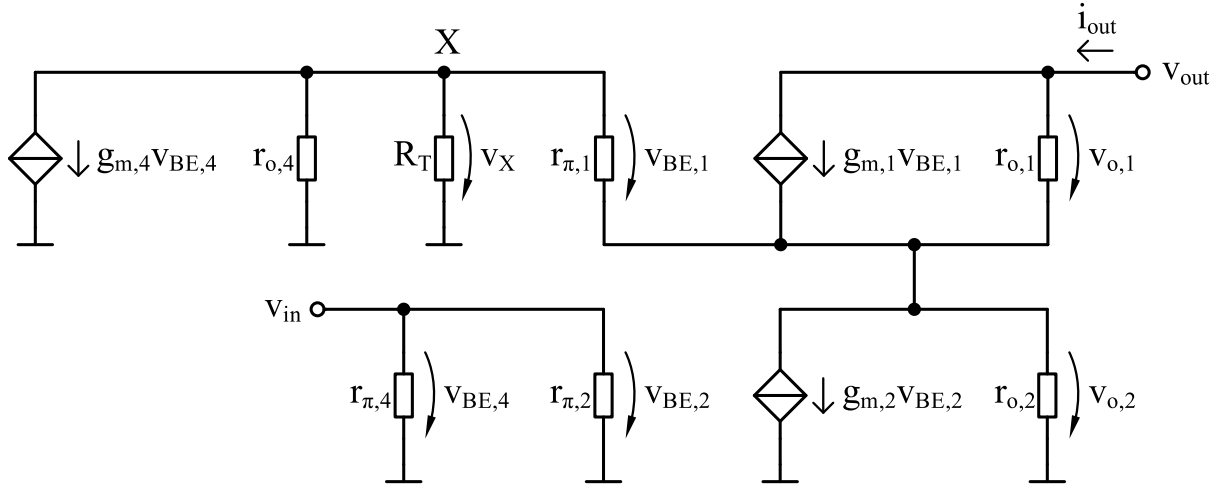 i_out
X
v_out
g_m,4 v_BE,4
r_o,4
R_T
v_X
r_π,1
v_BE,1
g_m,1 v_BE,1
r_o,1
v_o,1
v_in
r_π,4
v_BE,4
r_π,2
v_BE,2
g_m,2 v_BE,2
r_o,2
v_o,2